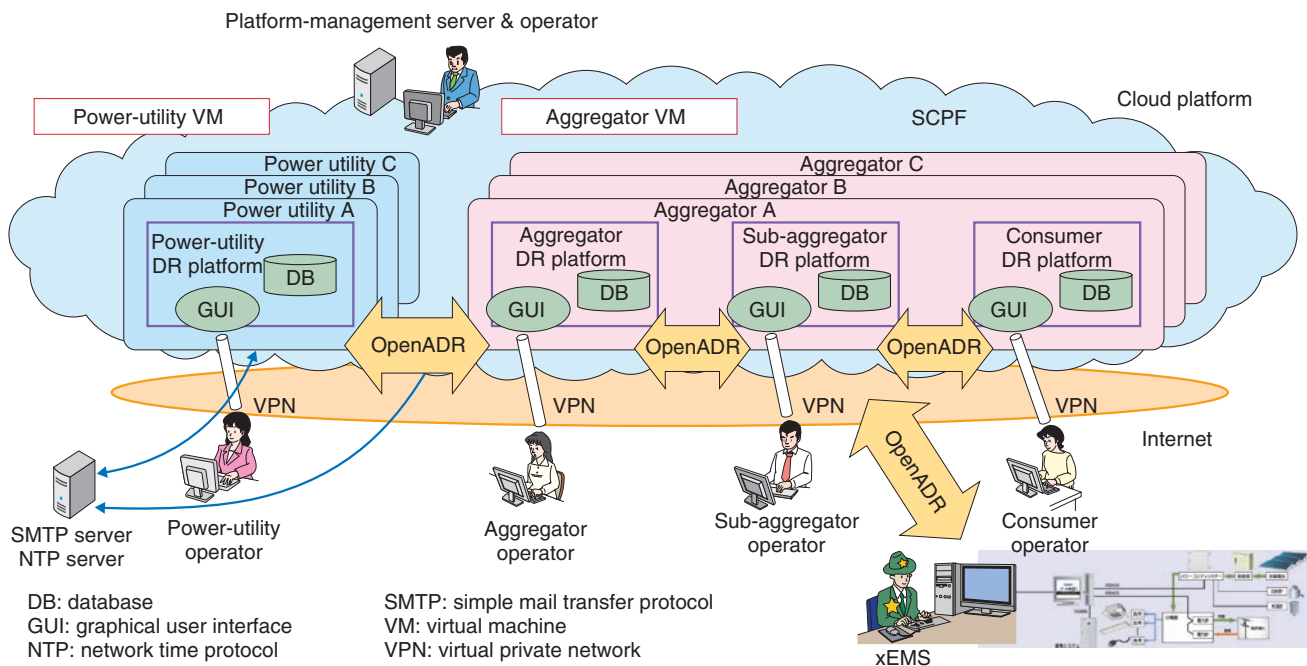 Platform-management server & operator
Power-utility VM
Aggregator VM
SCPF
Cloud platform
Power utility C
Power utility B
Power utility A
Aggregator C
Aggregator B
Aggregator A
Power-utility
DR platform
DB
GUI
Aggregator
DR platform
DB
GUI
Sub-aggregator
DR platform
DB
GUI
Consumer
DR platform
DB
GUI
OpenADR
OpenADR
OpenADR
VPN
VPN
VPN
VPN
OpenADR
Internet
SMTP server
NTP server
Power-utility
operator
Aggregator
operator
Sub-aggregator
operator
Consumer
operator
xEMS
DB: database
GUI: graphical user interface
NTP: network time protocol
SMTP: simple mail transfer protocol
VM: virtual machine
VPN: virtual private network